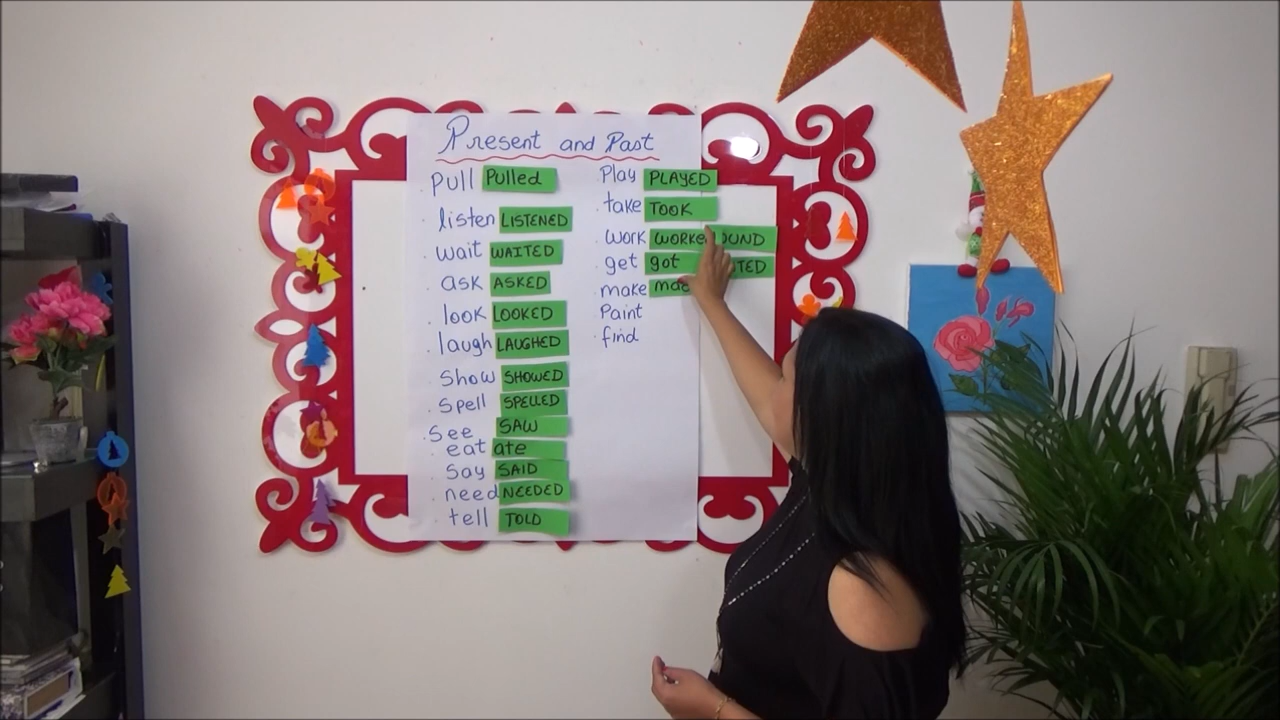 Present and Past
Pull Pulled
listen LISTENED
wait WAITED
ask ASKED
look LOOKED
laugh LAUGHED
Show SHOWED
Spell SPELLED
See SAW
eat ate
Say SAID
need NEEDED
tell TOLD
Play PLAYED
take TOOK
work
get got
make
Paint
find